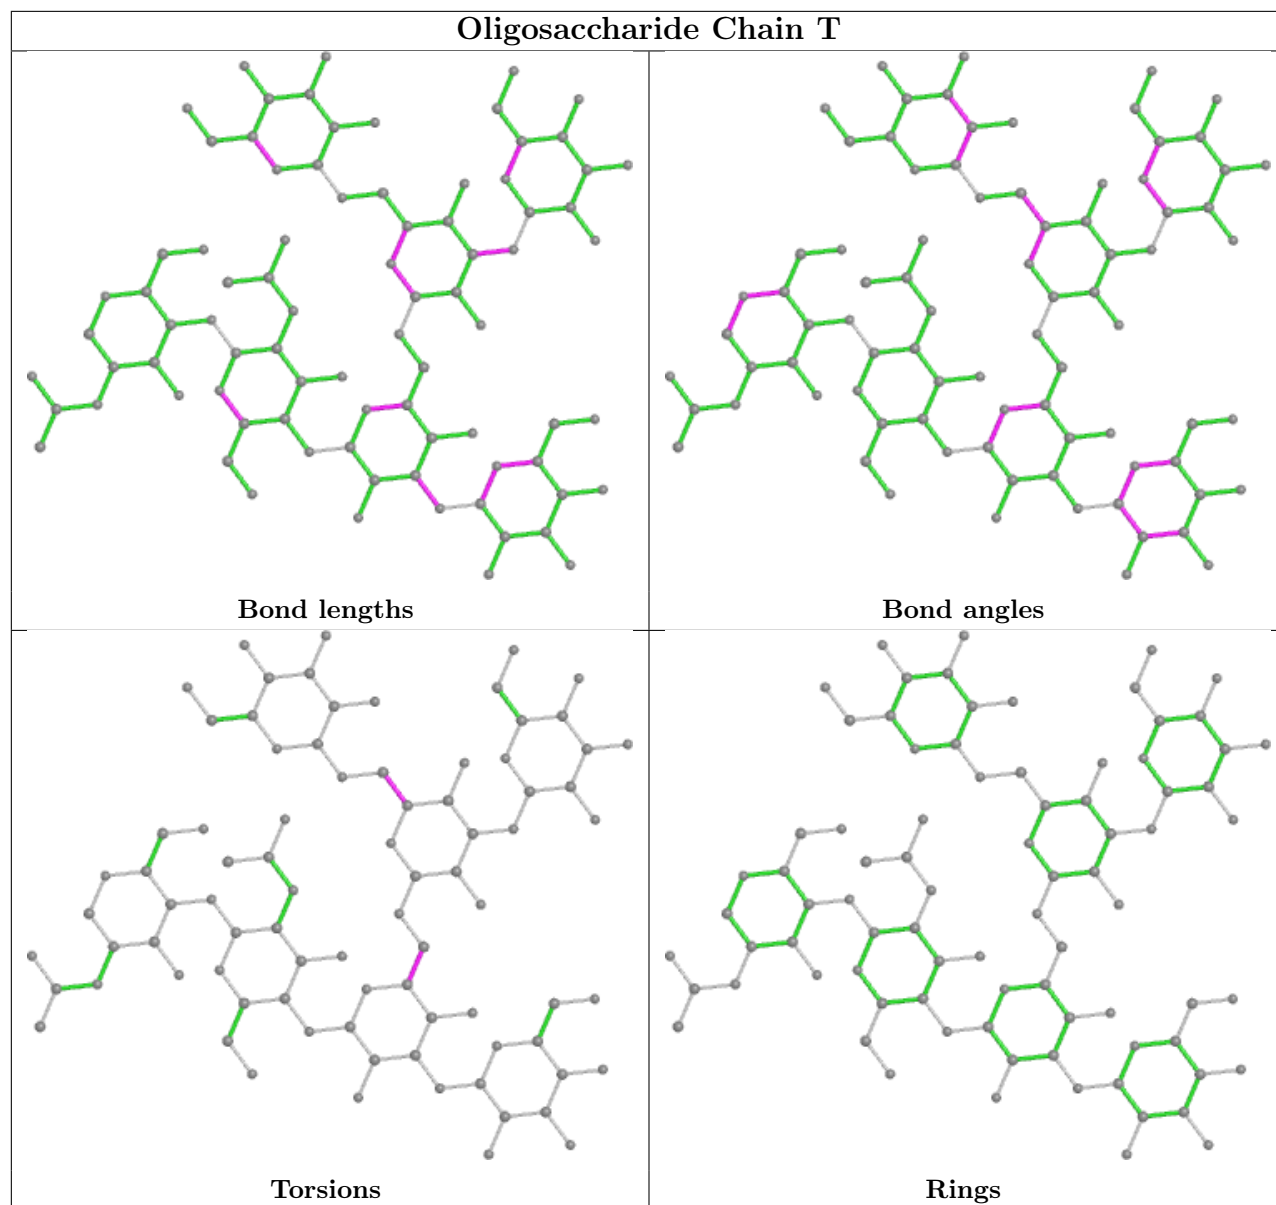 Oligosaccharide Chain T
Bond lengths
Bond angles
Torsions
Rings